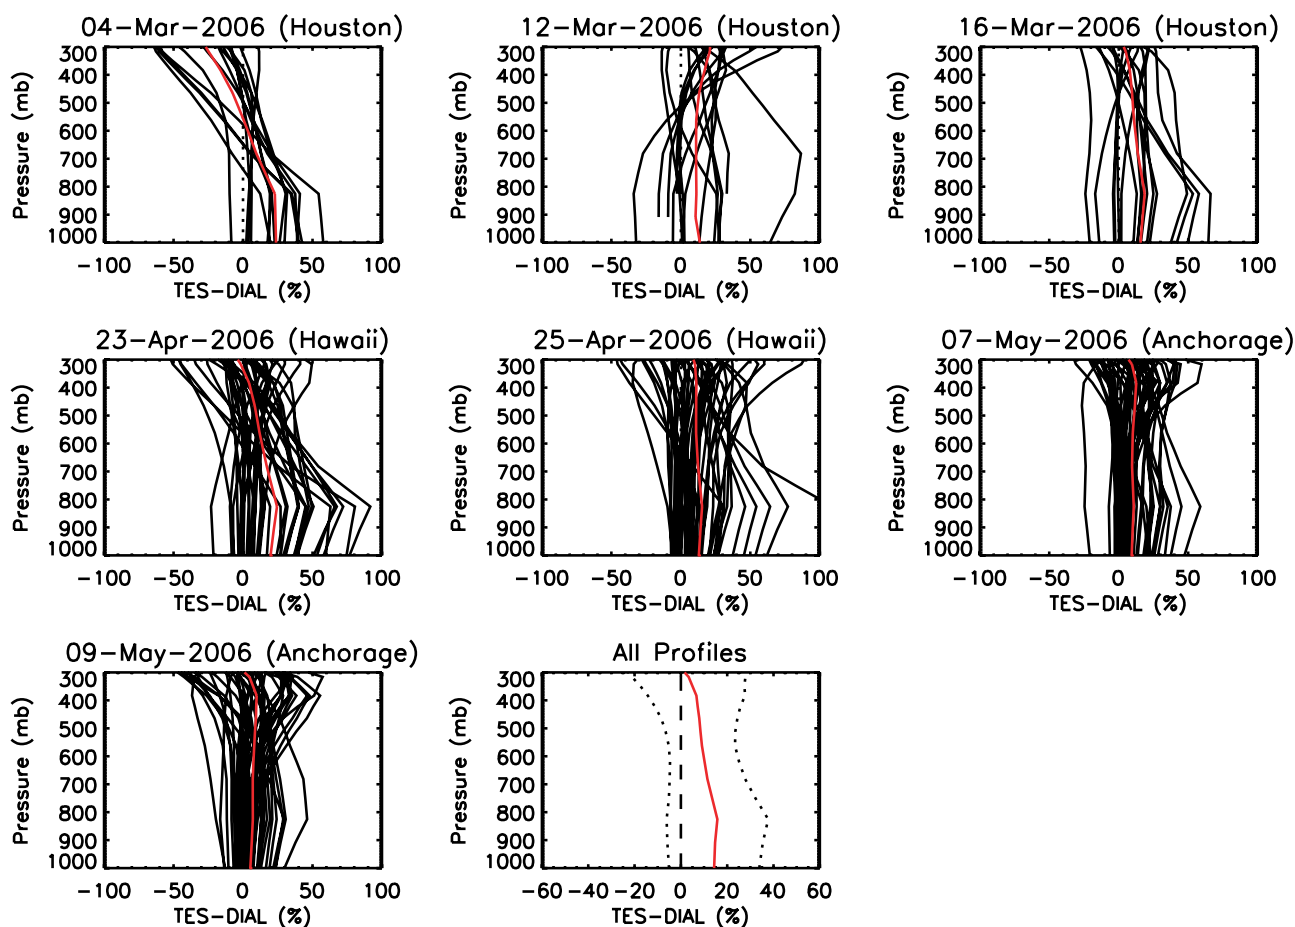 04-Mar-2006 (Houston)
12-Mar-2006 (Houston)
16-Mar-2006 (Houston)
Pressure (mb)
300
400
500
600
700
800
900
1000
-100 -50 0 50 100
TES-DIAL (%)
Pressure (mb)
300
400
500
600
700
800
900
1000
-100 -50 0 50 100
TES-DIAL (%)
Pressure (mb)
300
400
500
600
700
800
900
1000
-100 -50 0 50 100
TES-DIAL (%)
23-Apr-2006 (Hawaii)
25-Apr-2006 (Hawaii)
07-May-2006 (Anchorage)
Pressure (mb)
300
400
500
600
700
800
900
1000
-100 -50 0 50 100
TES-DIAL (%)
Pressure (mb)
300
400
500
600
700
800
900
1000
-100 -50 0 50 100
TES-DIAL (%)
Pressure (mb)
300
400
500
600
700
800
900
1000
-100 -50 0 50 100
TES-DIAL (%)
09-May-2006 (Anchorage)
All Profiles
Pressure (mb)
300
400
500
600
700
800
900
1000
-100 -50 0 50 100
TES-DIAL (%)
Pressure (mb)
300
400
500
600
700
800
900
1000
-60 -40 -20 0 20 40 60
TES-DIAL (%)